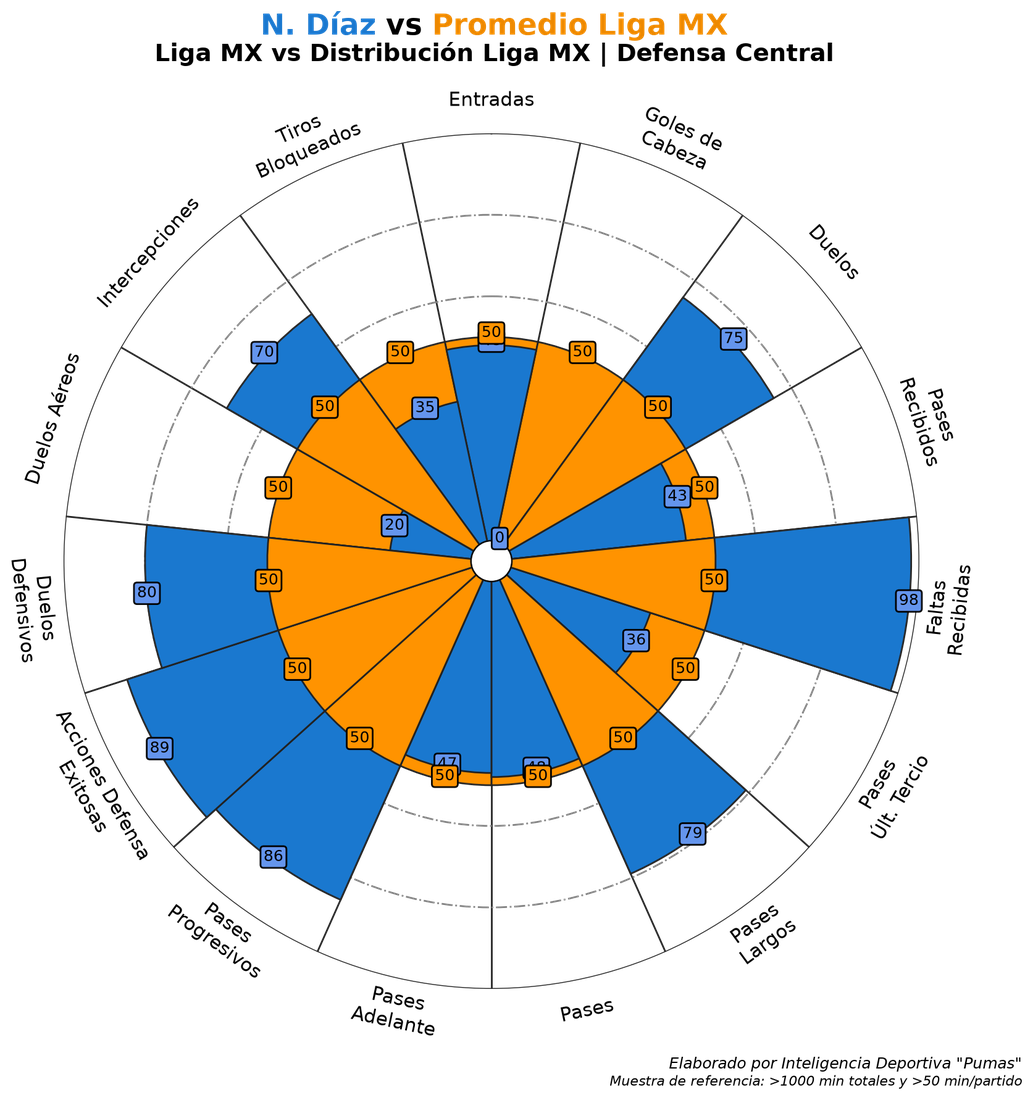 N. Díaz vs Promedio Liga MX
Liga MX vs Distribución Liga MX | Defensa Central
Entradas
Goles de
Cabeza
Duelos
Pases
Recibidos
Faltas
Recibidas
Pases
Últ. Tercio
Pases
Largos
Pases
Pases
Adelante
Pases
Progresivos
Acciones Defensa
Exitosas
Duelos
Defensivos
Duelos Aéreos
Intercepciones
Tiros
Bloqueados
50
50
0
75
50
43
50
98
50
36
50
79
50
48
50
47
50
86
50
89
50
80
50
20
50
70
50
35
50
Elaborado por Inteligencia Deportiva "Pumas"
Muestra de referencia: >1000 min totales y >50 min/partido